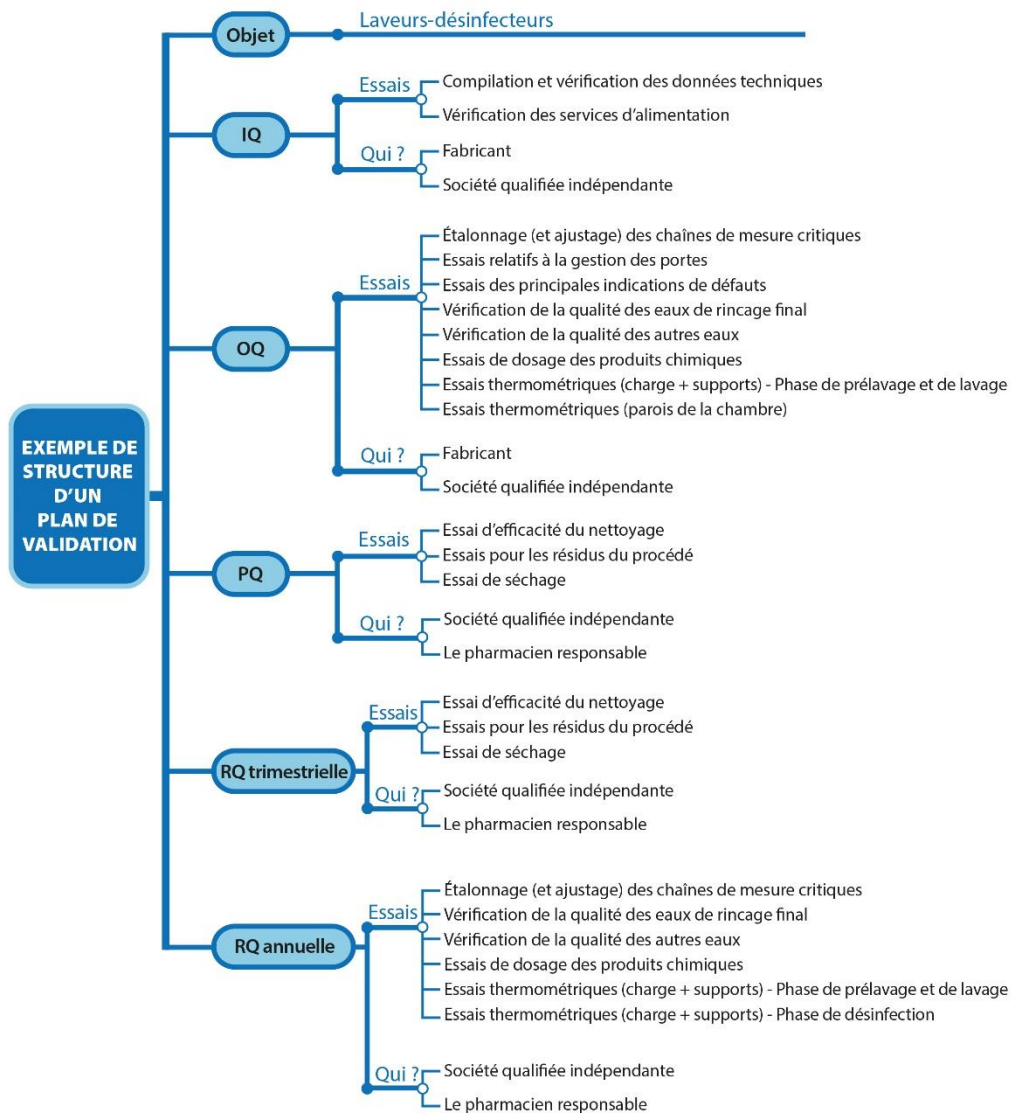 EXEMPLE DE
STRUCTURE
D'UN
PLAN DE
VALIDATION
Objet
Laveurs-désinfecteurs
IQ
Essais
Compilation et vérification des données techniques
Vérification des services d'alimentation
Qui ?
Fabricant
Société qualifiée indépendante
OQ
Essais
Étalonnage (et ajustage) des chaînes de mesure critiques
Essais relatifs à la gestion des portes
Essais des principales indications de défauts
Vérification de la qualité des eaux de rincage final
Vérification de la qualité des autres eaux
Essais de dosage des produits chimiques
Essais thermométriques (charge + supports) - Phase de prélavage et de lavage
Essais thermométriques (parois de la chambre)
Qui ?
Fabricant
Société qualifiée indépendante
PQ
Essais
Essai d'efficacité du nettoyage
Essais pour les résidus du procédé
Essai de séchage
Qui ?
Société qualifiée indépendante
Le pharmacien responsable
RQ trimestrielle
Essais
Essai d'efficacité du nettoyage
Essais pour les résidus du procédé
Essai de séchage
Qui ?
Société qualifiée indépendante
Le pharmacien responsable
RQ annuelle
Essais
Étalonnage (et ajustage) des chaînes de mesure critiques
Vérification de la qualité des eaux de rincage final
Vérification de la qualité des autres eaux
Essais de dosage des produits chimiques
Essais thermométriques (charge + supports) - Phase de prélavage et de lavage
Essais thermométriques (charge + supports) - Phase de désinfection
Qui ?
Société qualifiée indépendante
Le pharmacien responsable